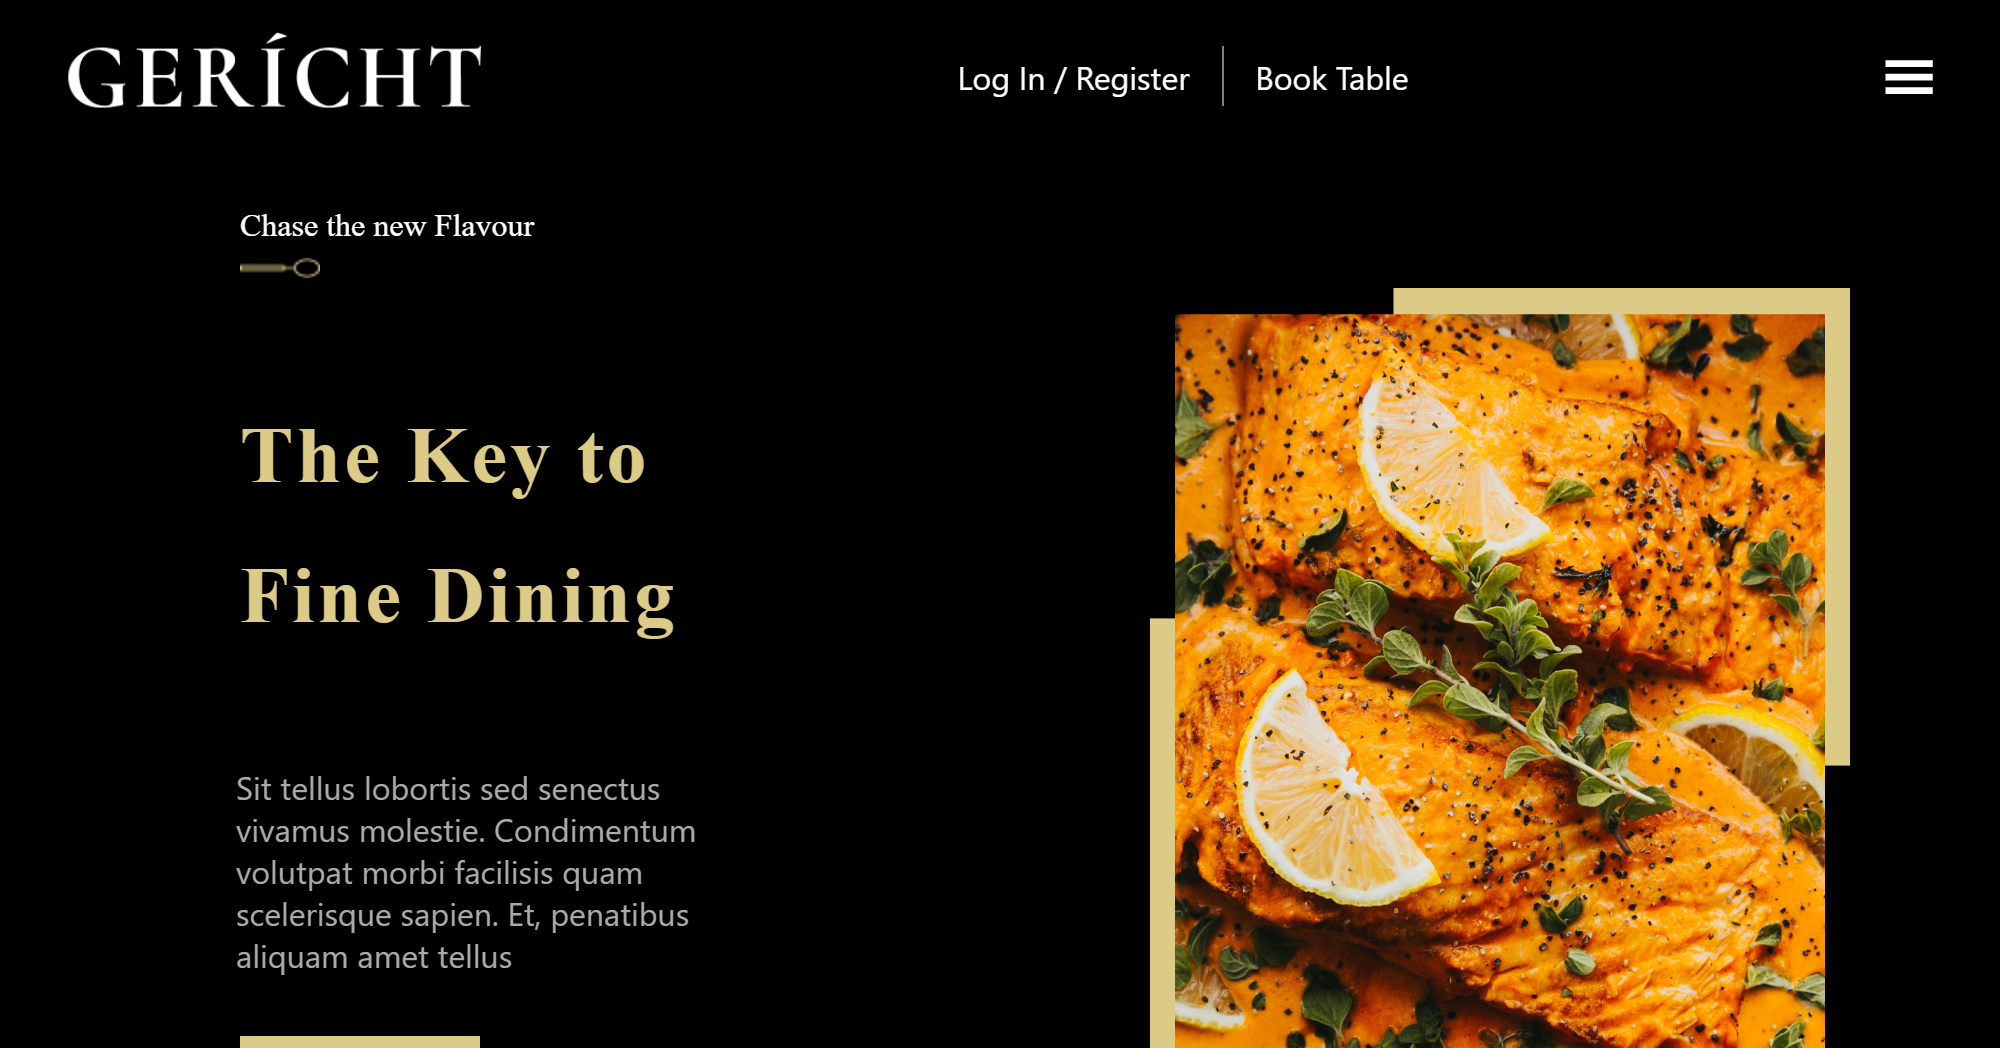 GERÍCHT
Log In / Register
Book Table
Chase the new Flavour
The Key to
Fine Dining
Sit tellus lobortis sed senectus
vivamus molestie. Condimentum
volutpat morbi facilisis quam
scelerisque sapien. Et, penatibus
aliquam amet tellus